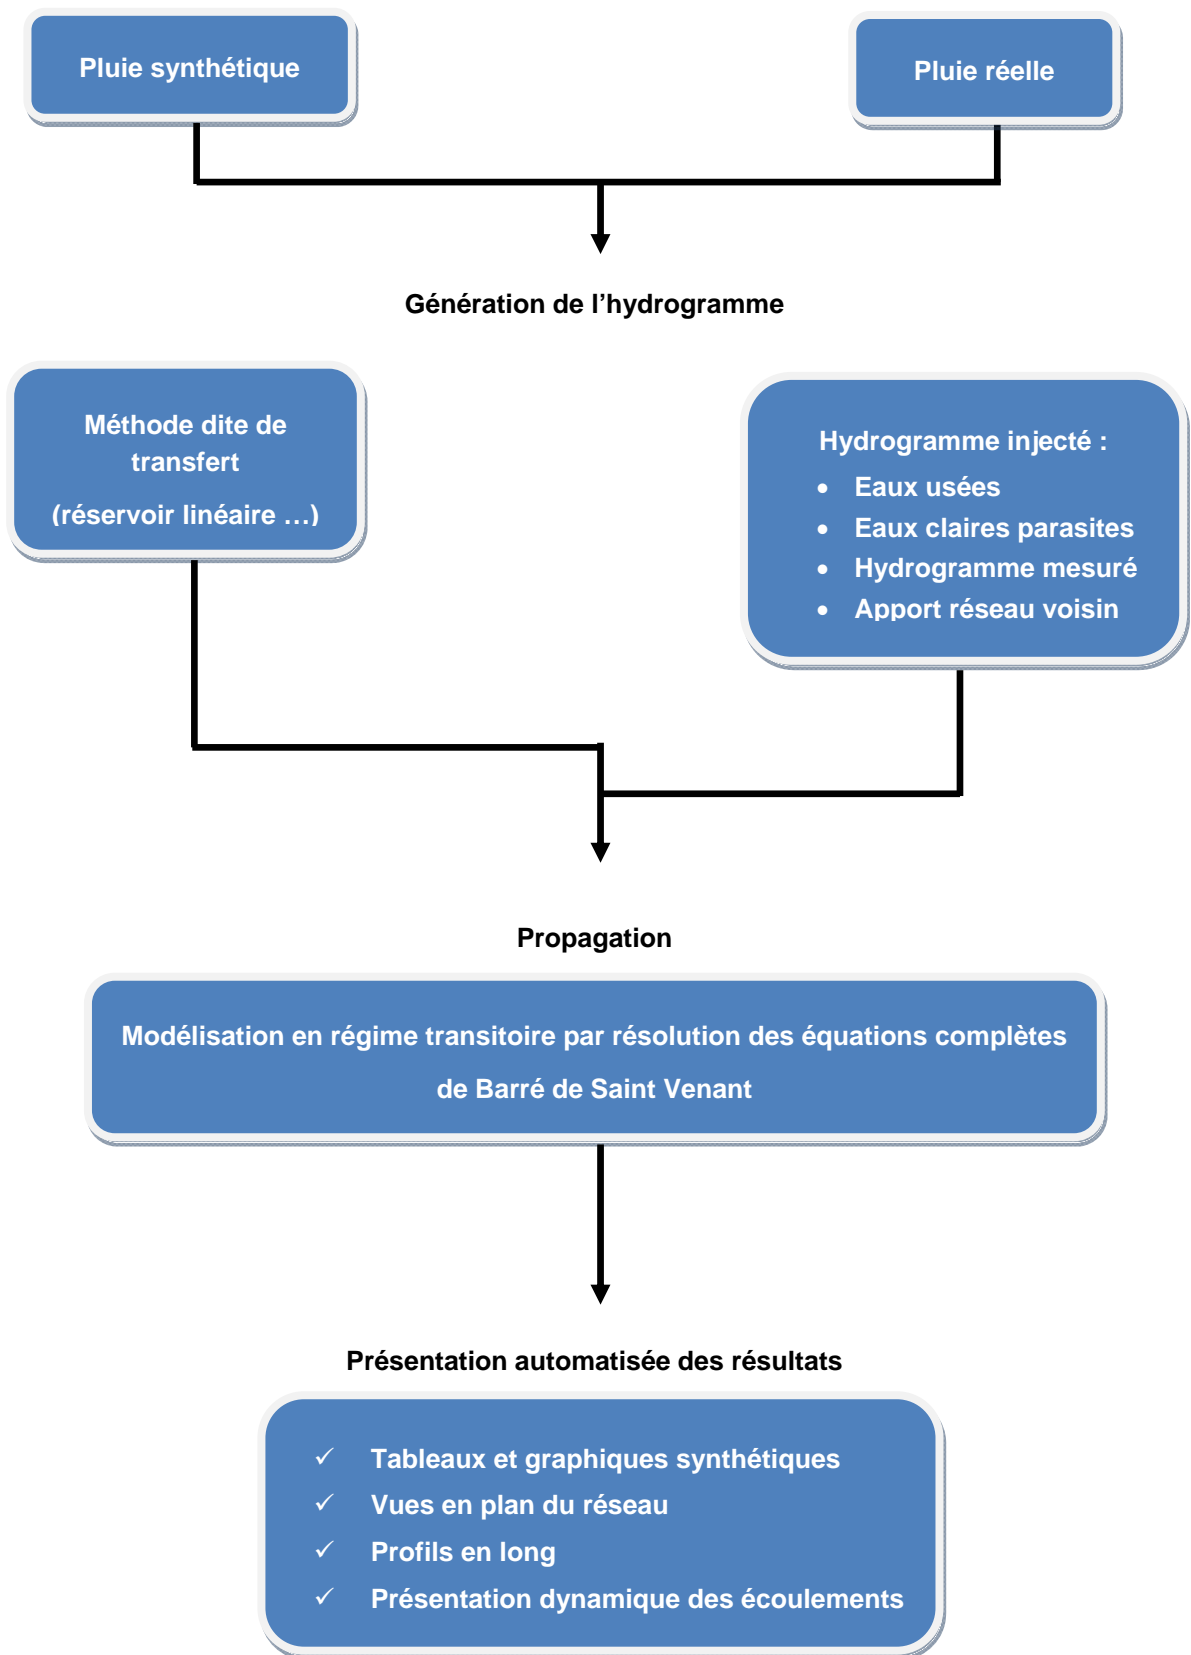 Pluie synthétique
Pluie réelle
Génération de l’hydrogramme
Méthode dite de
transfert
(réservoir linéaire …)
Hydrogramme injecté :
• Eaux usées
• Eaux claires parasites
• Hydrogramme mesuré
• Apport réseau voisin
Propagation
Modélisation en régime transitoire par résolution des équations complètes
de Barré de Saint Venant
Présentation automatisée des résultats
✓ Tableaux et graphiques synthétiques
✓ Vues en plan du réseau
✓ Profils en long
✓ Présentation dynamique des écoulements